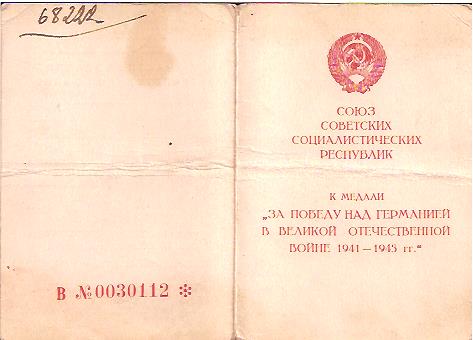 68222
В №0030112 *
СОЮЗ
СОВЕТСКИХ
СОЦИАЛИСТИЧЕСКИХ
РЕСПУБЛИК
К МЕДАЛИ
„ЗА ПОБЕДУ НАД ГЕРМАНИЕЙ
В ВЕЛИКОЙ ОТЕЧЕСТВЕННОЙ
ВОЙНЕ 1941—1945 гг.“